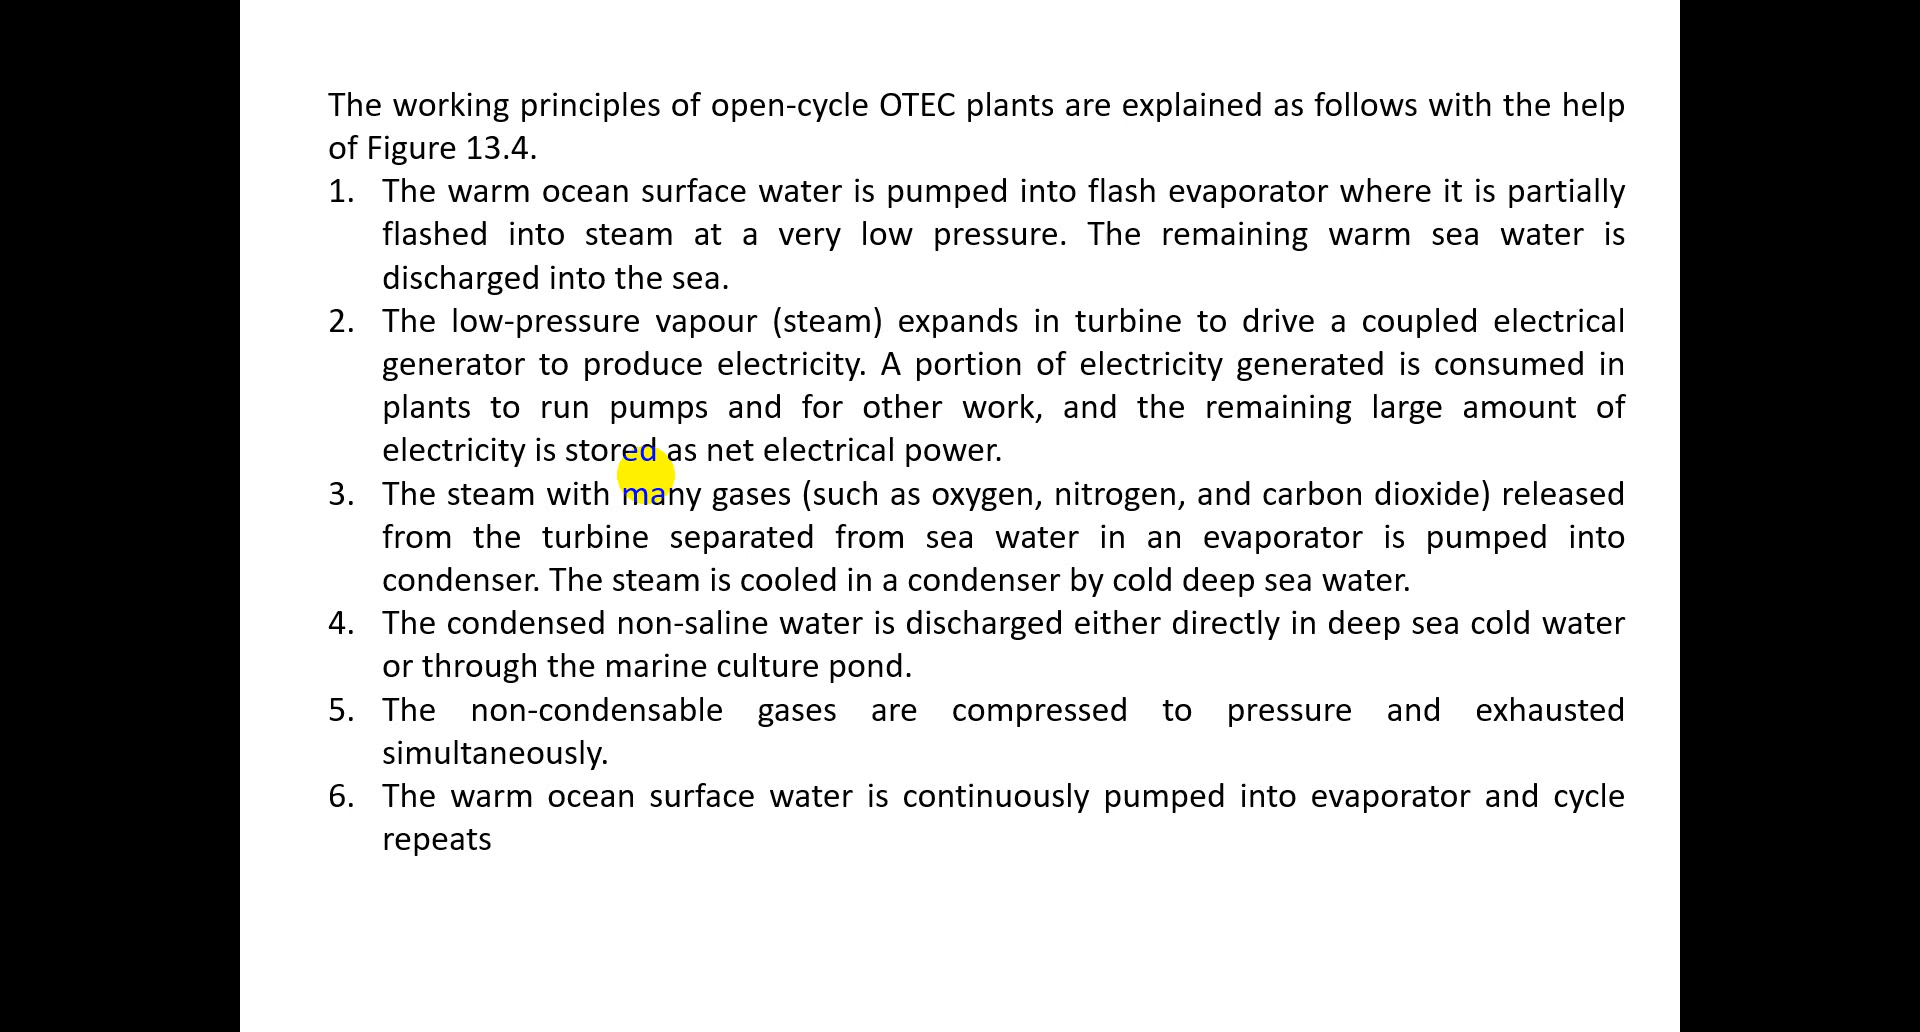 The working principles of open-cycle OTEC plants are explained as follows with the help
of Figure 13.4.
1. The warm ocean surface water is pumped into flash evaporator where it is partially
flashed into steam at a very low pressure. The remaining warm sea water is
discharged into the sea.
2. The low-pressure vapour (steam) expands in turbine to drive a coupled electrical
generator to produce electricity. A portion of electricity generated is consumed in
plants to run pumps and for other work, and the remaining large amount of
electricity is stored as net electrical power.
3. The steam with many gases (such as oxygen, nitrogen, and carbon dioxide) released
from the turbine separated from sea water in an evaporator is pumped into
condenser. The steam is cooled in a condenser by cold deep sea water.
4. The condensed non-saline water is discharged either directly in deep sea cold water
or through the marine culture pond.
5. The non-condensable gases are compressed to pressure and exhausted
simultaneously.
6. The warm ocean surface water is continuously pumped into evaporator and cycle
repeats